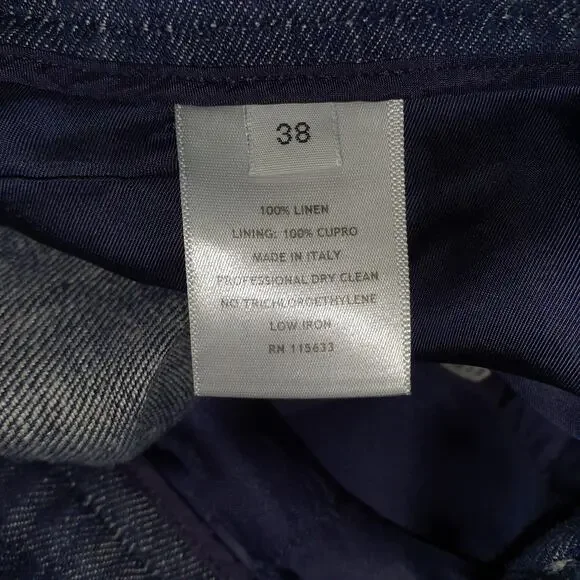 38
100% LINEN
LINING: 100% CUPRO
MADE IN ITALY
PROFESSIONAL DRY CLEAN
NO TRICHLOROETHYLENE
LOW IRON
RN 115633